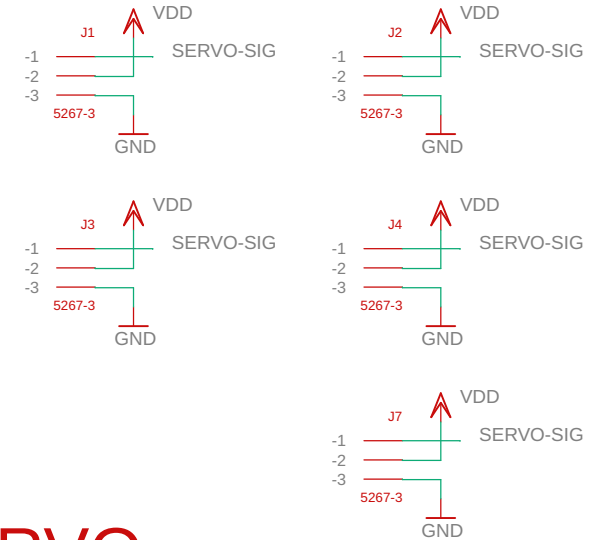 VDD
J1
SERVO-SIG
-1
-2
-3
5267-3
GND
VDD
J2
SERVO-SIG
-1
-2
-3
5267-3
GND
VDD
J3
SERVO-SIG
-1
-2
-3
5267-3
GND
VDD
J4
SERVO-SIG
-1
-2
-3
5267-3
GND
VDD
J7
SERVO-SIG
-1
-2
-3
5267-3
GND